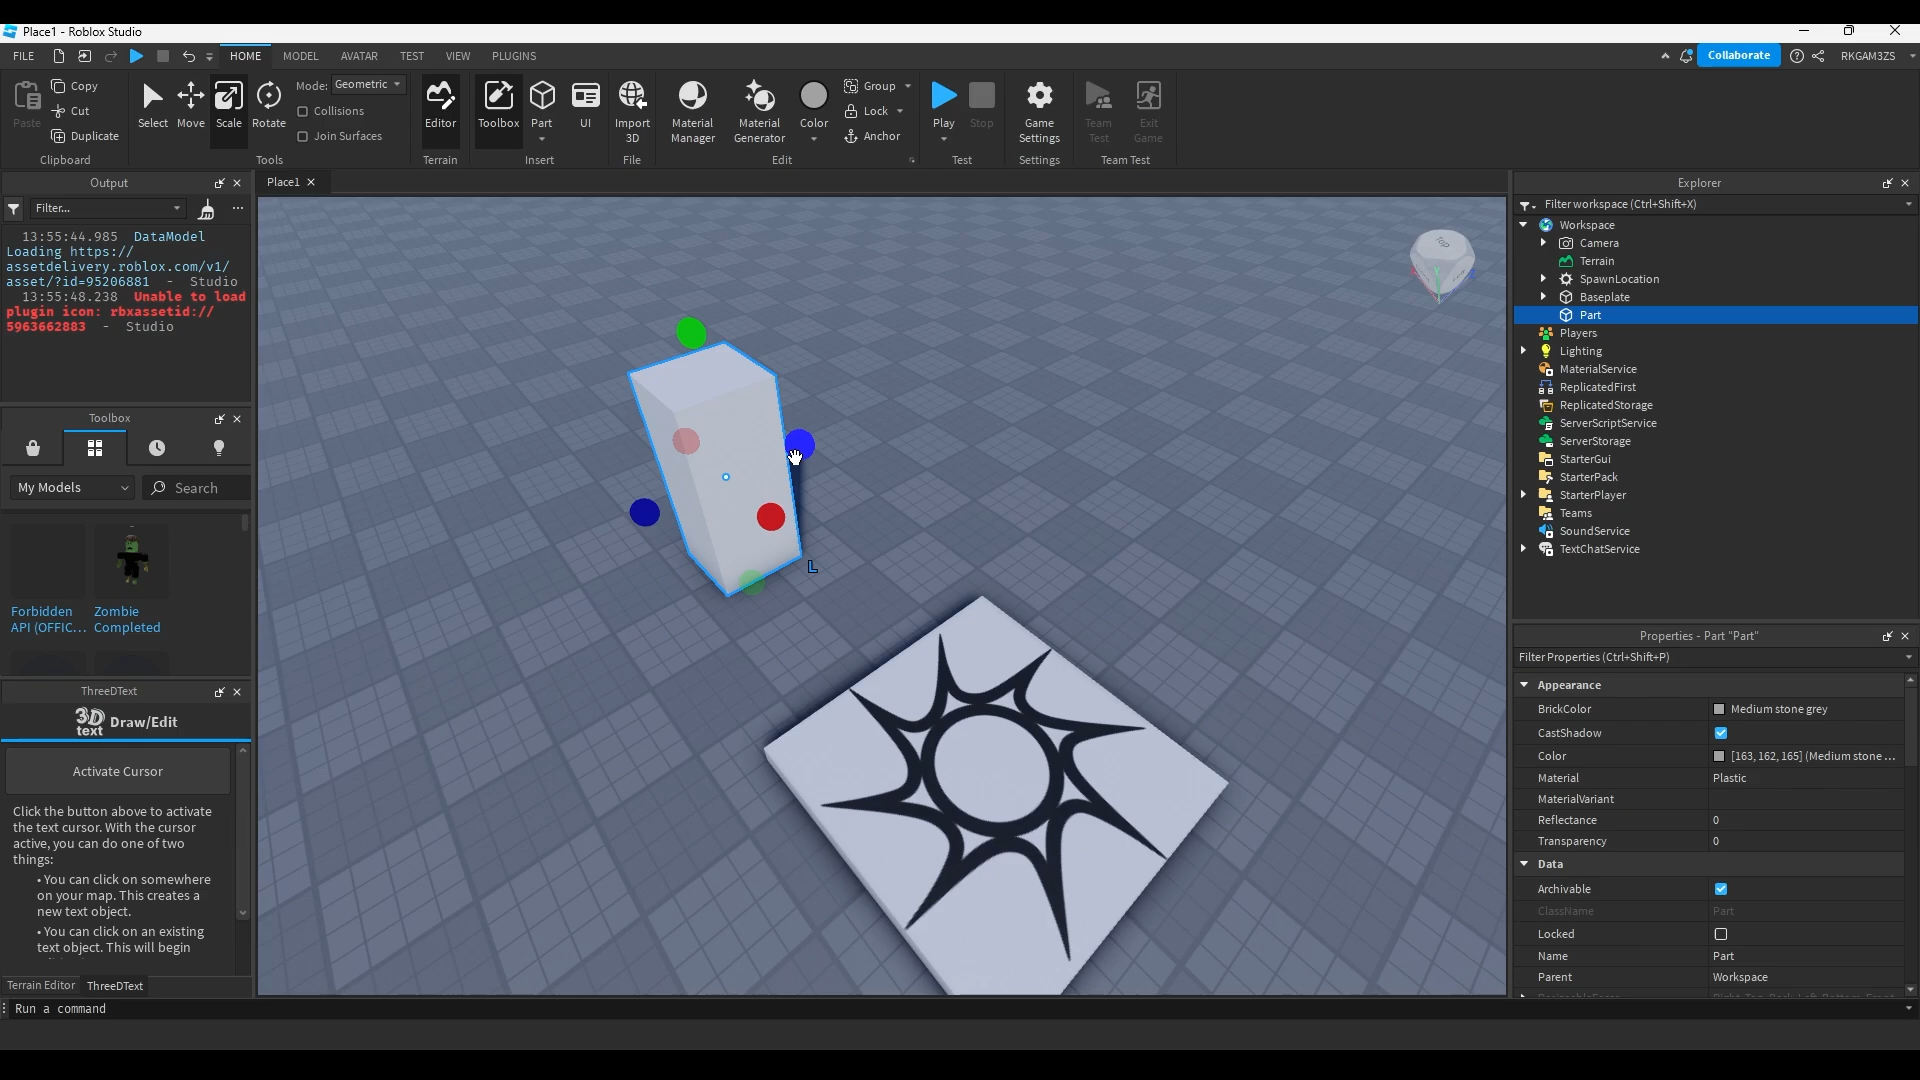 Place1 - Roblox Studio
FILE HOME MODEL AVATAR TEST VIEW PLUGINS Collaborate RKGAM3ZS
Paste Copy Cut Duplicate
Clipboard
Select Move Scale Rotate
Mode: Geometric
Collisions
Join Surfaces
Tools
Editor
Terrain
Toolbox Part UI
Insert
Import 3D
File
Material Manager Material Generator Color
Group
Lock
Anchor
Edit
Play Stop
Test
Game Settings
Settings
Team Test Exit Game
Team Test
Output
Filter...
13:55:44.985 DataModel
Loading https://
assetdelivery.roblox.com/v1/
asset/?id=95206881 - Studio
13:55:48.238 Unable to load
plugin icon: rbxassetid://
5963662883 - Studio
Toolbox
My Models Search
Forbidden API (OFFIC...
Zombie Completed
ThreeDText
3D text Draw/Edit
Activate Cursor
Click the button above to activate
the text cursor. With the cursor
active, you can do one of two
things:
• You can click on somewhere
on your map. This creates a
new text object.
• You can click on an existing
text object. This will begin
Terrain Editor ThreeDText
Run a command
Place1
TOP
L
Explorer
Filter workspace (Ctrl+Shift+X)
Workspace
Camera
Terrain
SpawnLocation
Baseplate
Part
Players
Lighting
MaterialService
ReplicatedFirst
ReplicatedStorage
ServerScriptService
ServerStorage
StarterGui
StarterPack
StarterPlayer
Teams
SoundService
TextChatService
Properties - Part "Part"
Filter Properties (Ctrl+Shift+P)
Appearance
BrickColor Medium stone grey
CastShadow
Color [163, 162, 165] (Medium stone ...
Material Plastic
MaterialVariant
Reflectance 0
Transparency 0
Data
Archivable
ClassName Part
Locked
Name Part
Parent Workspace